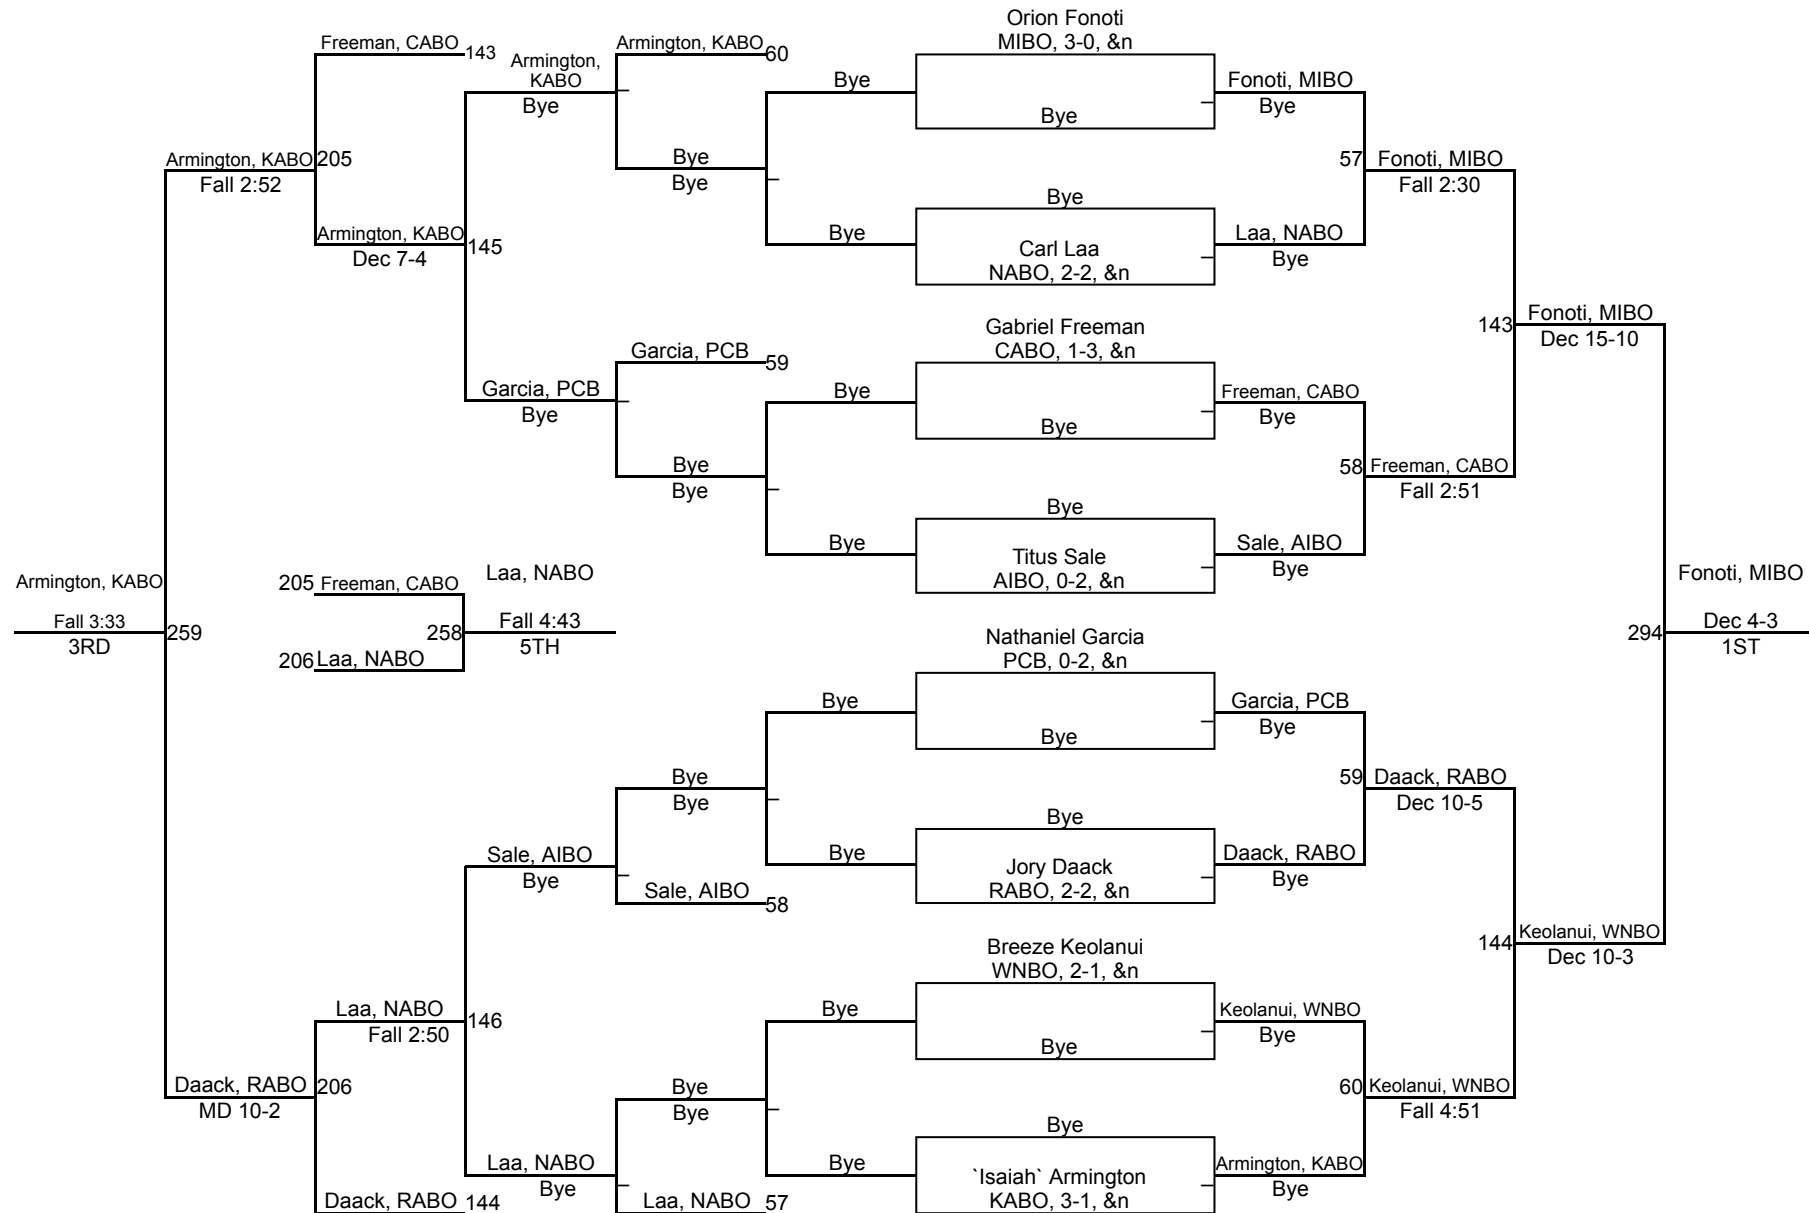 Orion Fonoti
MIBO, 3-0, &n
Freeman, CABO
143
Armington, KABO
60
Armington,
KABO
Bye
Bye
Bye
Fonoti, MIBO
Bye
Armington, KABO
205
Fall 2:52
Bye
Bye
57
Fonoti, MIBO
Fall 2:30
Armington, KABO
Dec 7-4
145
Bye
Bye
Carl Laa
NABO, 2-2, &n
Laa, NABO
Bye
Gabriel Freeman
CABO, 1-3, &n
143
Fonoti, MIBO
Dec 15-10
Garcia, PCB
59
Garcia, PCB
Bye
Bye
Bye
Freeman, CABO
Bye
Bye
Bye
58
Freeman, CABO
Fall 2:51
Bye
Bye
Titus Sale
AIBO, 0-2, &n
Sale, AIBO
Bye
Armington, KABO
Fall 3:33
3RD
259
205
Freeman, CABO
206
Laa, NABO
258
Laa, NABO
Fall 4:43
5TH
Fonoti, MIBO
294
Dec 4-3
1ST
Nathaniel Garcia
PCB, 0-2, &n
Bye
Bye
Garcia, PCB
Bye
Bye
Bye
59
Daack, RABO
Dec 10-5
Sale, AIBO
Bye
Bye
Bye
Jory Daack
RABO, 2-2, &n
Daack, RABO
Bye
Sale, AIBO
58
Breeze Keolanui
WNBO, 2-1, &n
144
Keolanui, WNBO
Dec 10-3
Laa, NABO
Fall 2:50
146
Bye
Bye
Keolanui, WNBO
Bye
Daack, RABO
206
MD 10-2
Bye
Bye
60
Keolanui, WNBO
Fall 4:51
Laa, NABO
Bye
Bye
Bye
`Isaiah` Armington
KABO, 3-1, &n
Armington, KABO
Bye
Daack, RABO
144
Laa, NABO
57